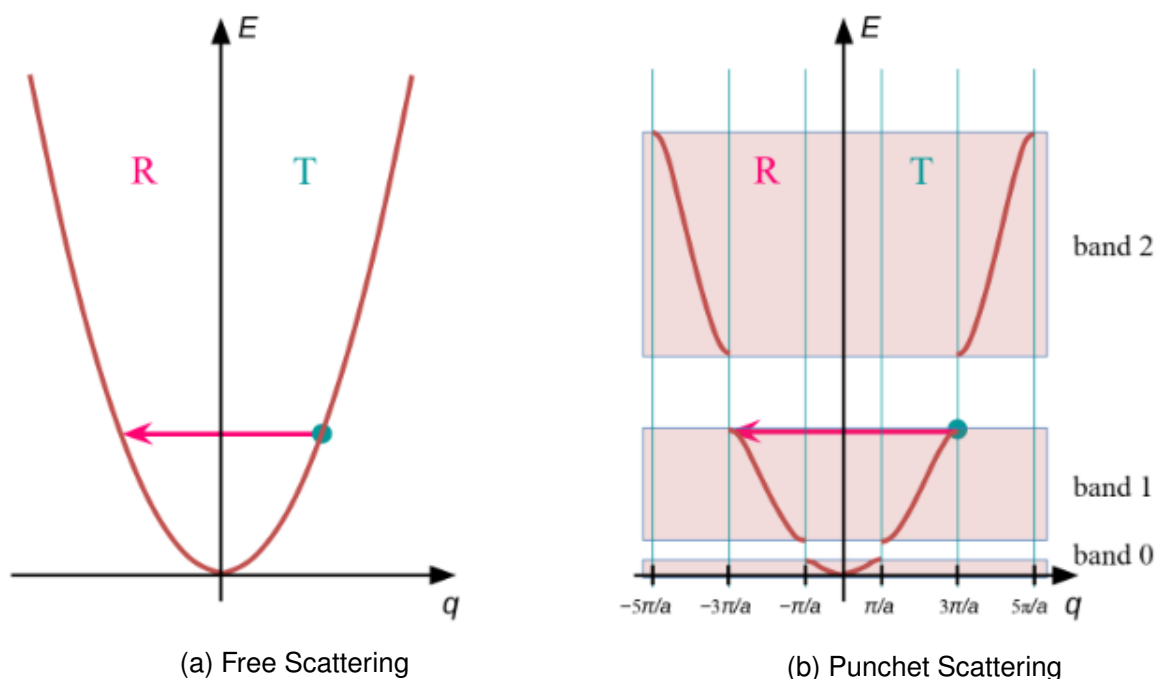 E
R
T
q
(a) Free Scattering
E
R
T
band 2
band 1
band 0
−5π/a −3π/a −π/a π/a 3π/a 5π/a q
(b) Punchet Scattering